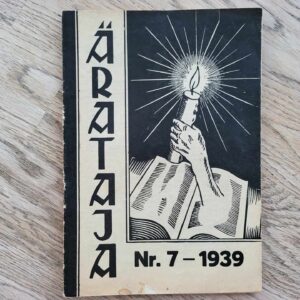 ÄRATAJA
Nr. 7 – 1939